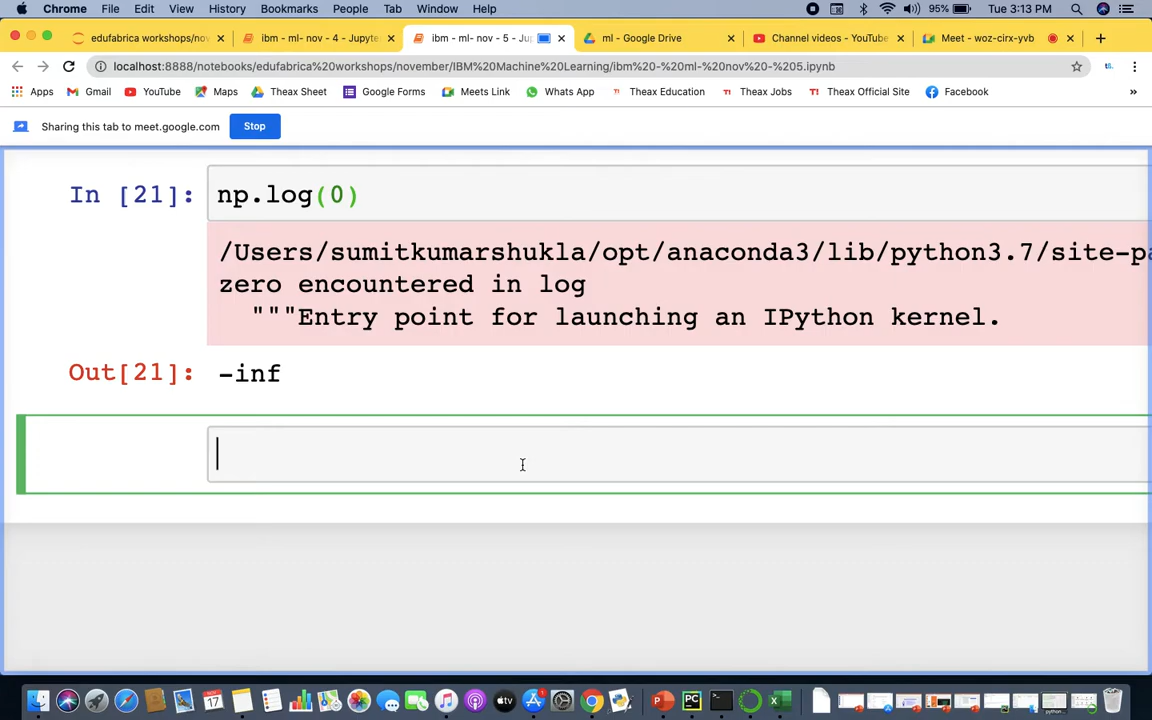 Chrome File Edit View History Bookmarks People Tab Window Help 95% Tue 3:13 PM
edufabrica workshops/nov ibm - ml- nov - 4 - Jupyte ibm - ml- nov - 5 - Ju ml - Google Drive Channel videos - YouTube Meet - woz-cirx-yvb
localhost:8888/notebooks/edufabrica%20workshops/november/IBM%20Machine%20Learning/ibm%20-%20ml-%20nov%20-%205.ipynb
Apps Gmail YouTube Maps Theax Sheet Google Forms Meets Link Whats App Theax Education Theax Jobs Theax Official Site Facebook »
Sharing this tab to meet.google.com Stop
In [21]: np.log(0)
/Users/sumitkumarshukla/opt/anaconda3/lib/python3.7/site-pa
zero encountered in log
"""Entry point for launching an IPython kernel.
Out[21]: -inf